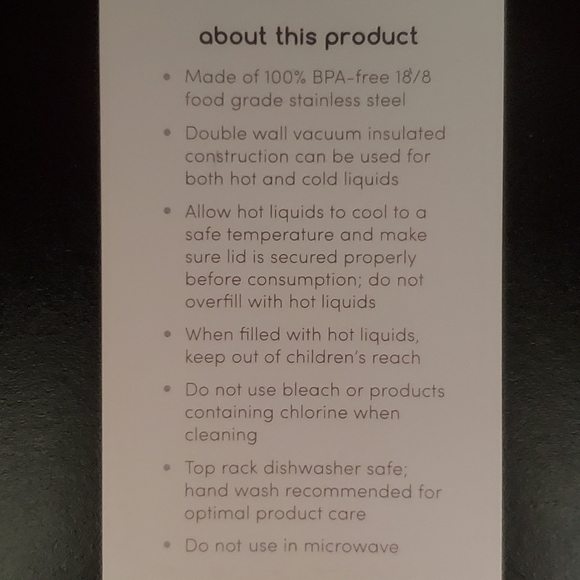 about this product
• Made of 100% BPA-free 18/8
food grade stainless steel
• Double wall vacuum insulated
construction can be used for
both hot and cold liquids
• Allow hot liquids to cool to a
safe temperature and make
sure lid is secured properly
before consumption; do not
overfill with hot liquids
• When filled with hot liquids,
keep out of children's reach
• Do not use bleach or products
containing chlorine when
cleaning
• Top rack dishwasher safe;
hand wash recommended for
optimal product care
• Do not use in microwave